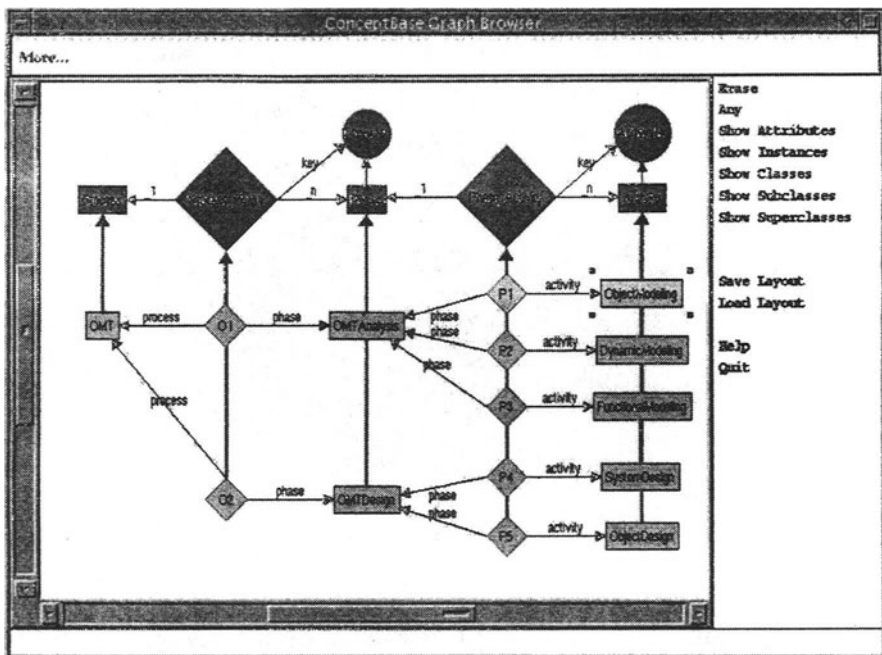 ConceptBase Graph Browser
More...
Erase
Any
Show Attributes
Show Instances
Show Classes
Show Subclasses
Show Superclasses
Save Layout
Load Layout
Help
Quit
key
key
1
n
1
n
P1
activity
ObjectModeling
phase
OMT
process
O1
phase
OMTAnalysis
phase
P2
activity
DynamicModeling
phase
process
P3
activity
FunctionalModeling
O2
phase
OMTDesign
phase
P4
activity
SystemDesign
phase
P5
activity
ObjectDesign